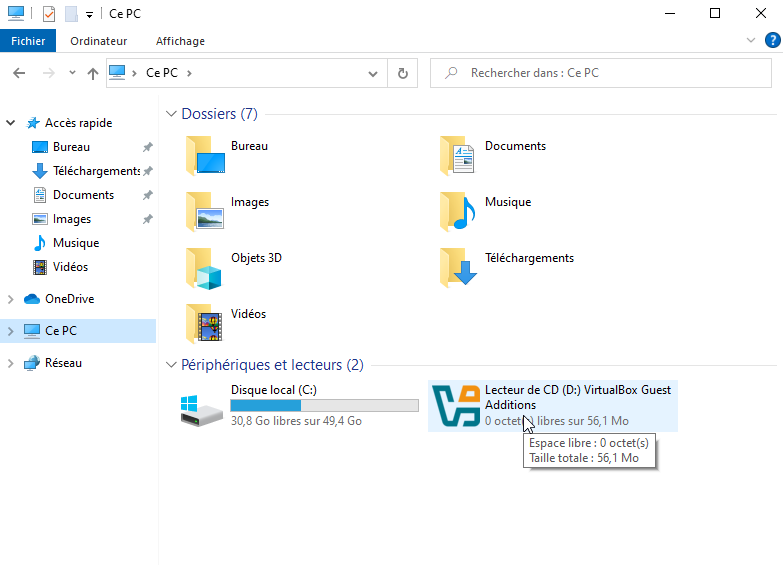 Ce PC
Fichier
Ordinateur
Affichage
Ce PC
Rechercher dans : Ce PC
Accès rapide
Bureau
Téléchargements
Documents
Images
Musique
Vidéos
OneDrive
Ce PC
Réseau
Dossiers (7)
Bureau
Documents
Images
Musique
Objets 3D
Téléchargements
Vidéos
Périphériques et lecteurs (2)
Disque local (C:)
30,8 Go libres sur 49,4 Go
Lecteur de CD (D:) VirtualBox Guest
Additions
0 octet(s) libres sur 56,1 Mo
Espace libre : 0 octet(s)
Taille totale : 56,1 Mo